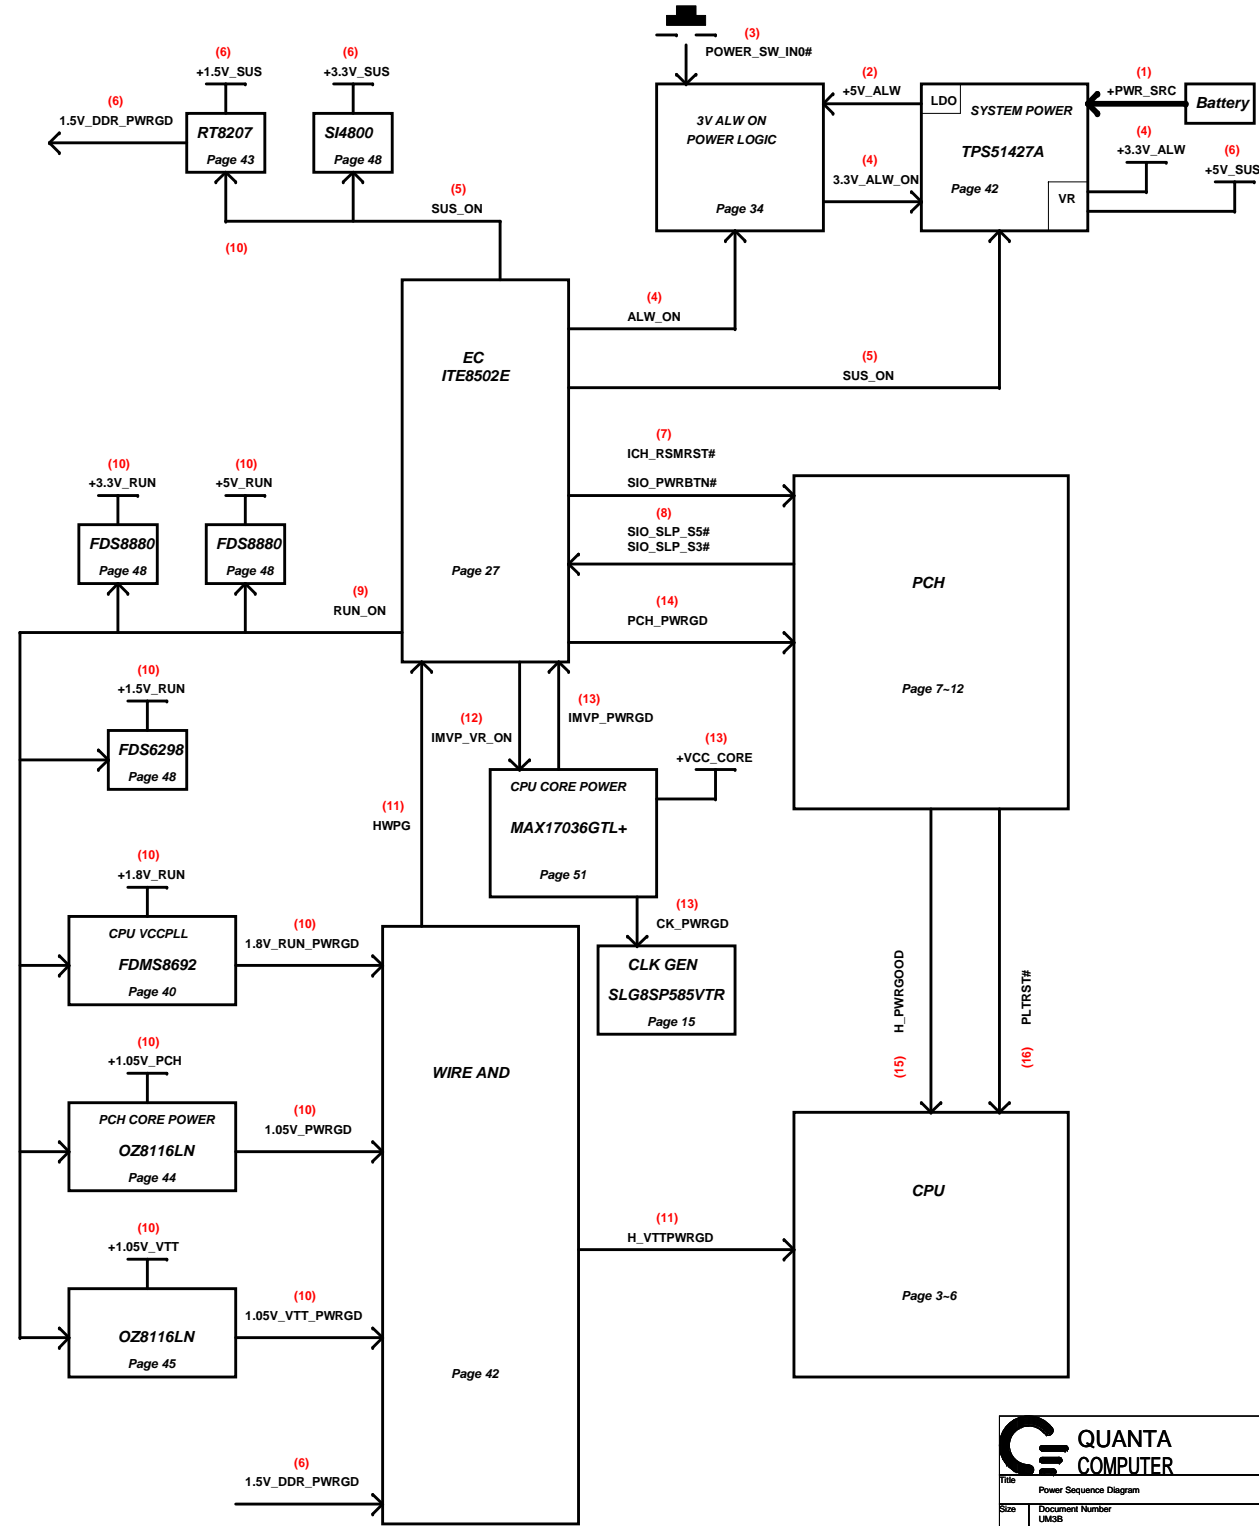 (3)
POWER_SW_IN0#
(6)
+1.5V_SUS
(6)
+3.3V_SUS
(6)
1.5V_DDR_PWRGD
RT8207
Page 43
SI4800
Page 48
3V ALW ON
POWER LOGIC
Page 34
(2)
+5V_ALW
LDO
SYSTEM POWER
TPS51427A
Page 42
VR
(1)
+PWR_SRC
Battery
(4)
+3.3V_ALW
(6)
+5V_SUS
(4)
3.3V_ALW_ON
(5)
SUS_ON
(10)
(4)
ALW_ON
EC
ITE8502E
Page 27
(5)
SUS_ON
(7)
ICH_RSMRST#
SIO_PWRBTN#
(8)
SIO_SLP_S5#
SIO_SLP_S3#
(14)
PCH_PWRGD
PCH
Page 7~12
(10)
+3.3V_RUN
(10)
+5V_RUN
FDS8880
Page 48
FDS8880
Page 48
(9)
RUN_ON
(10)
+1.5V_RUN
FDS6298
Page 48
(12)
IMVP_VR_ON
(13)
IMVP_PWRGD
(13)
+VCC_CORE
(11)
HWPG
CPU CORE POWER
MAX17036GTL+
Page 51
(13)
CK_PWRGD
CLK GEN
SLG8SP585VTR
Page 15
(10)
+1.8V_RUN
CPU VCCPLL
FDMS8692
Page 40
(10)
1.8V_RUN_PWRGD
WIRE AND
Page 42
(15) H_PWRGOOD
(16) PLTRST#
(10)
+1.05V_PCH
PCH CORE POWER
OZ8116LN
Page 44
(10)
1.05V_PWRGD
(10)
+1.05V_VTT
OZ8116LN
Page 45
(10)
1.05V_VTT_PWRGD
(11)
H_VTTPWRGD
CPU
Page 3~6
(6)
1.5V_DDR_PWRGD
QUANTA
COMPUTER
Title
Power Sequence Diagram
Size
Document Number
UM3B